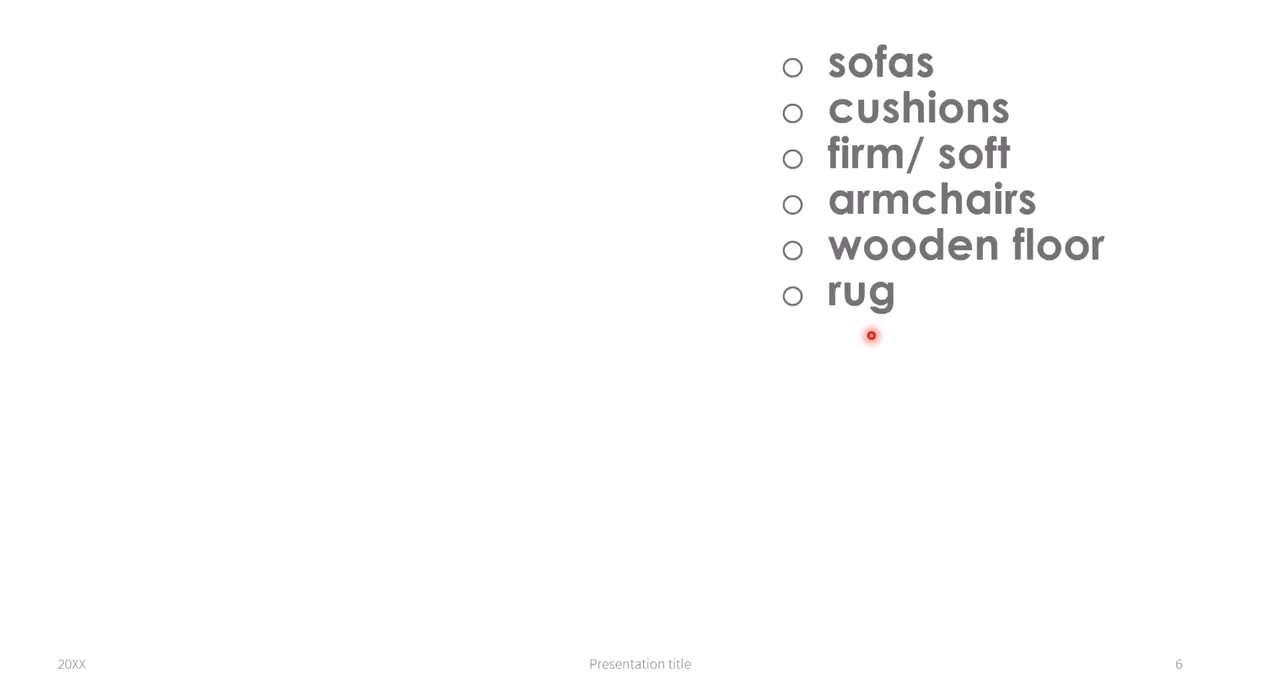 sofas
cushions
firm/ soft
armchairs
wooden floor
rug
20XX
Presentation title
6